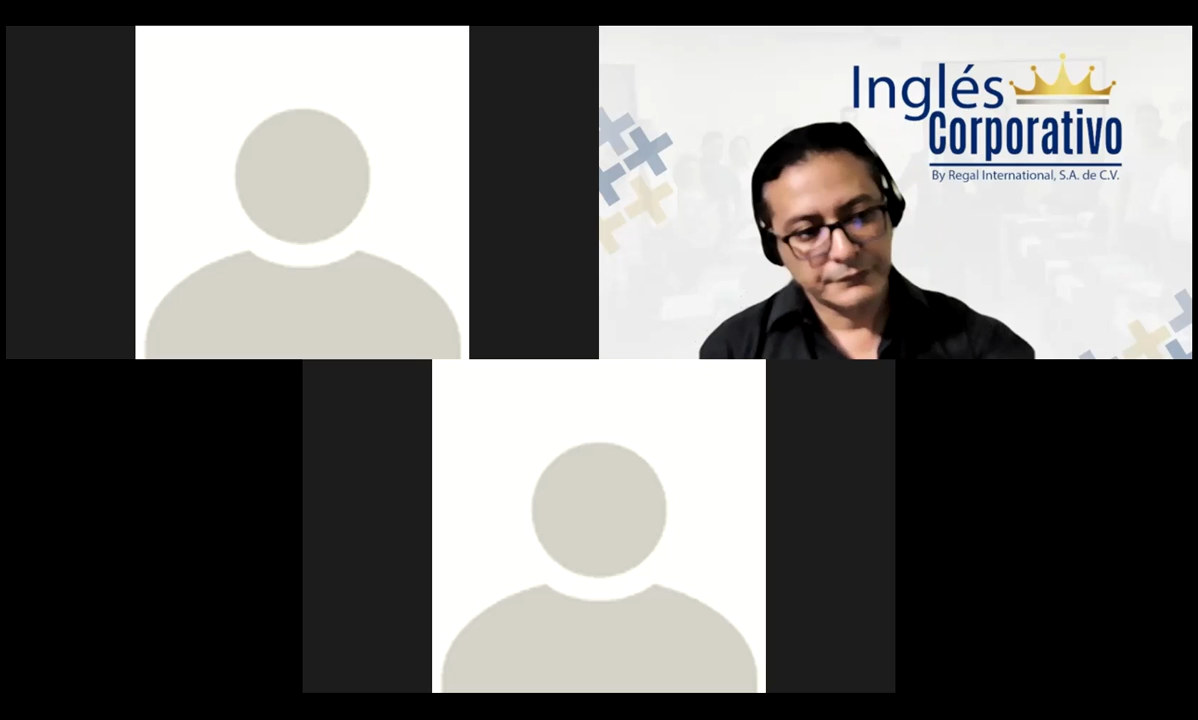 Inglés
Corporativo
By Regal International, S.A. de C.V.